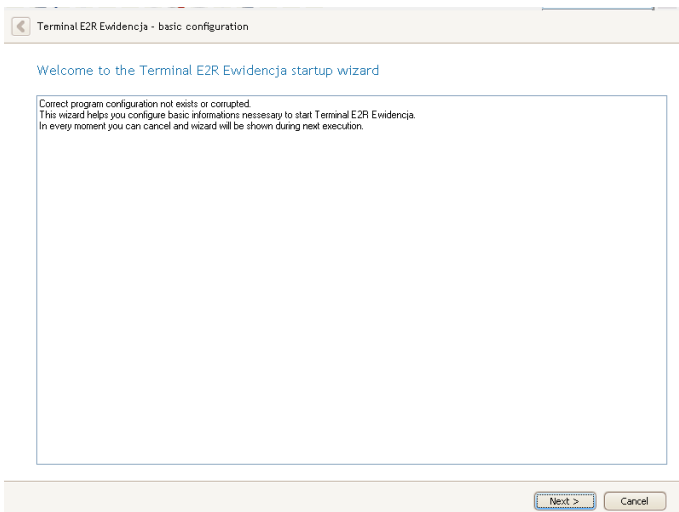 Terminal E2R Ewidencja - basic configuration
Welcome to the Terminal E2R Ewidencja startup wizard
Correct program configuration not exists or corrupted.
This wizard helps you configure basic informations nessesary to start Terminal E2R Ewidencja.
In every moment you can cancel and wizard will be shown during next execution.
Next >
Cancel